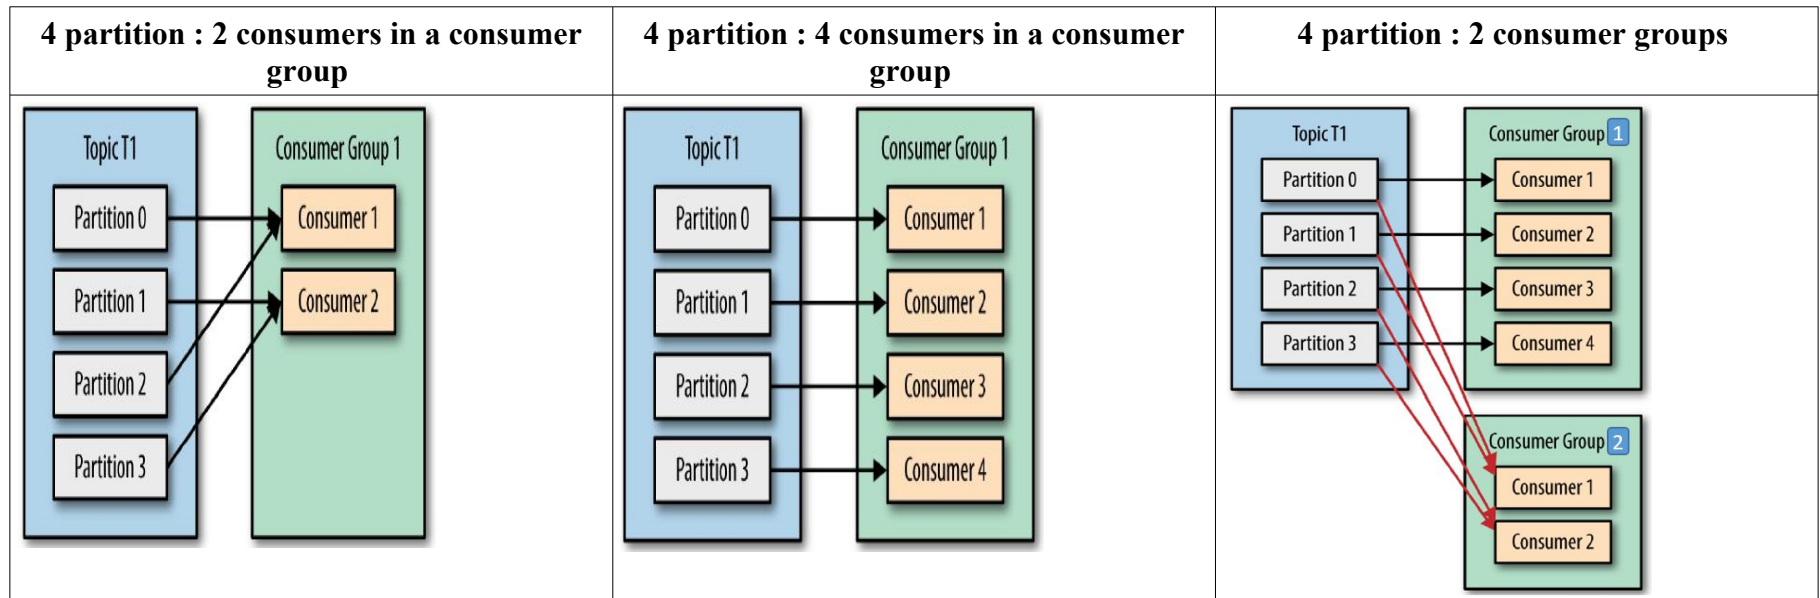 4 partition : 2 consumers in a consumer
group
4 partition : 4 consumers in a consumer
group
4 partition : 2 consumer groups
Topic T1
Partition 0
Partition 1
Partition 2
Partition 3
Consumer Group 1
Consumer 1
Consumer 2
Topic T1
Partition 0
Partition 1
Partition 2
Partition 3
Consumer Group 1
Consumer 1
Consumer 2
Consumer 3
Consumer 4
Topic T1
Partition 0
Partition 1
Partition 2
Partition 3
Consumer Group 1
Consumer 1
Consumer 2
Consumer 3
Consumer 4
Consumer Group 2
Consumer 1
Consumer 2